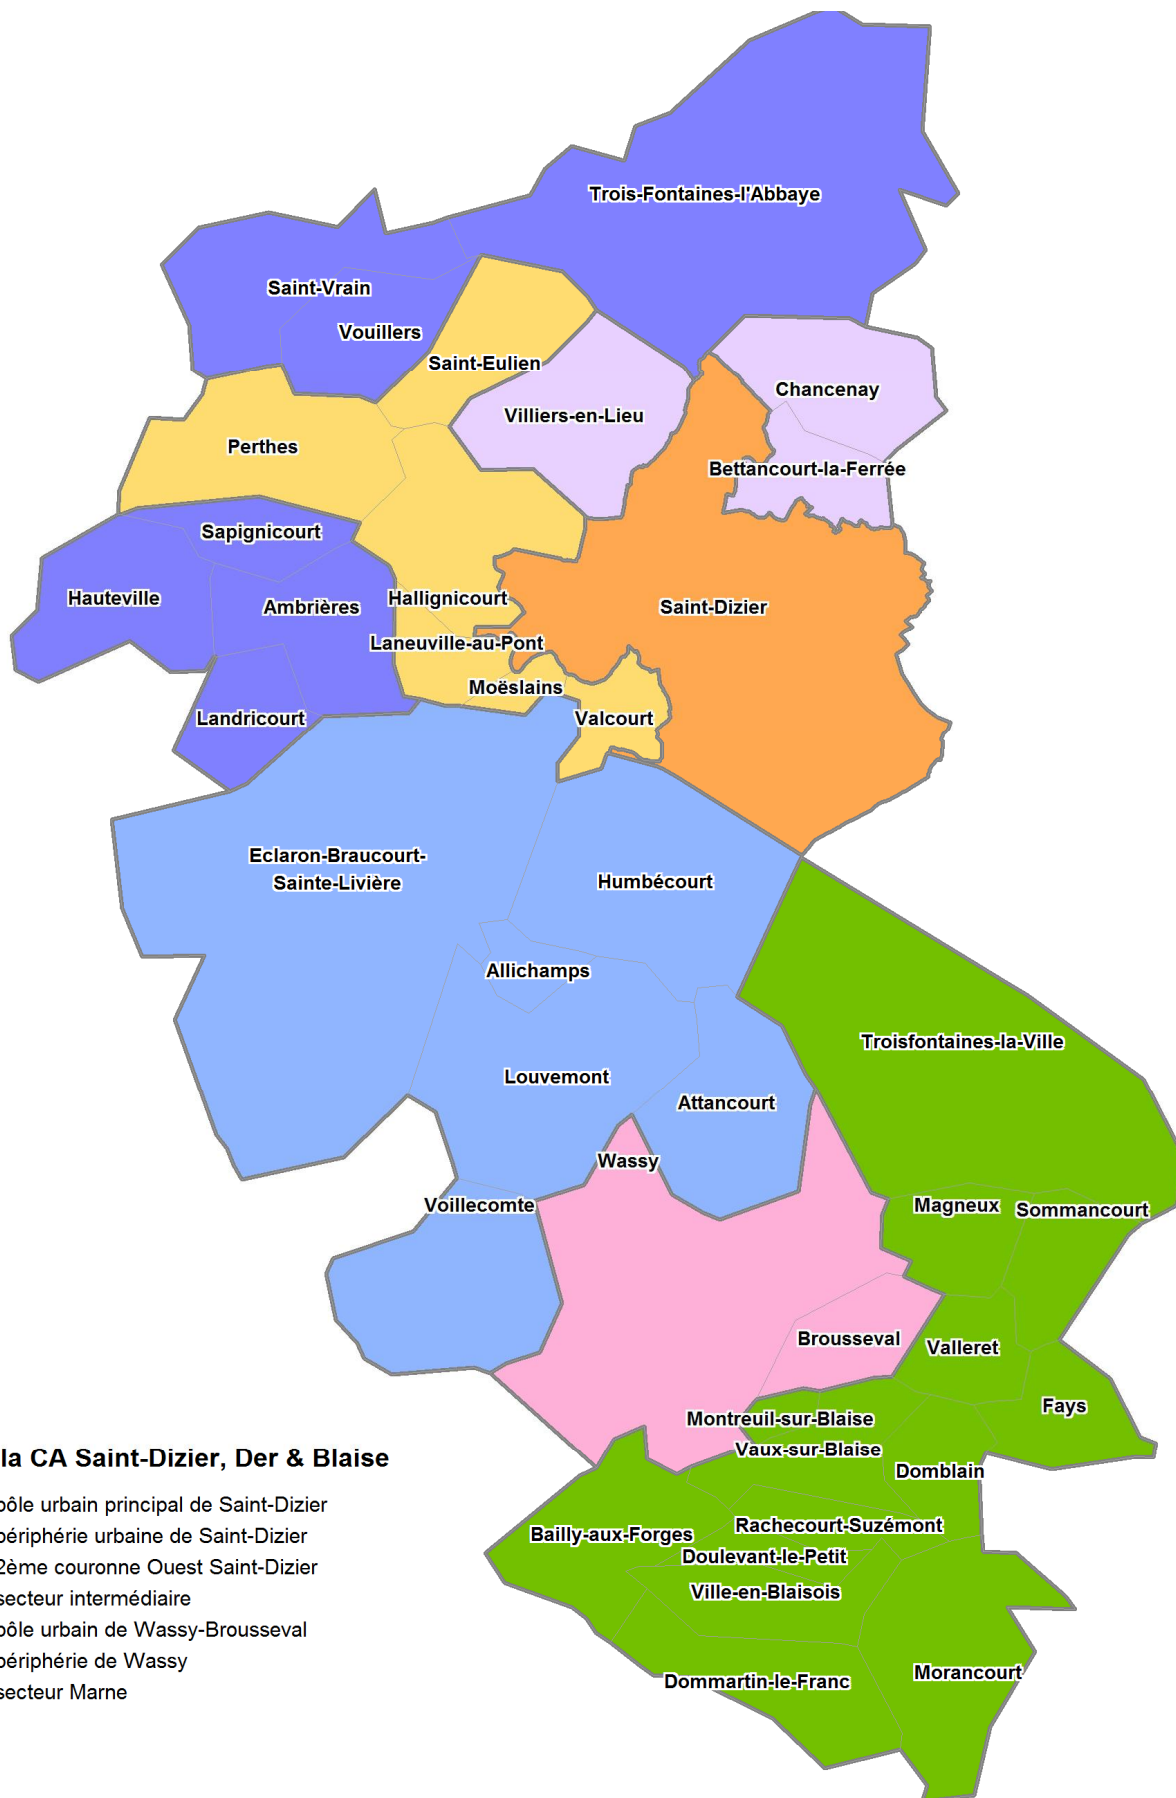 Trois-Fontaines-l'Abbaye
Saint-Vrain
Vouillers
Saint-Eulien
Chancenay
Villiers-en-Lieu
Perthes
Bettancourt-la-Ferrée
Sapignicourt
Hauteville
Ambrières
Hallignicourt
Saint-Dizier
Laneuville-au-Pont
Moëslains
Landricourt
Valcourt
Eclaron-Braucourt-
Sainte-Livière
Humbécourt
Allichamps
Troisfontaines-la-Ville
Louvemont
Attancourt
Wassy
Voillecomte
Magneux
Sommancourt
Brousseval
Valleret
Fays
Montreuil-sur-Blaise
Vaux-sur-Blaise
Domblain
Rachecourt-Suzémont
Bailly-aux-Forges
Doulevant-le-Petit
Ville-en-Blaisois
Morancourt
Dommartin-le-Franc
la CA Saint-Dizier, Der & Blaise
pôle urbain principal de Saint-Dizier
périphérie urbaine de Saint-Dizier
2ème couronne Ouest Saint-Dizier
secteur intermédiaire
pôle urbain de Wassy-Brousseval
périphérie de Wassy
secteur Marne